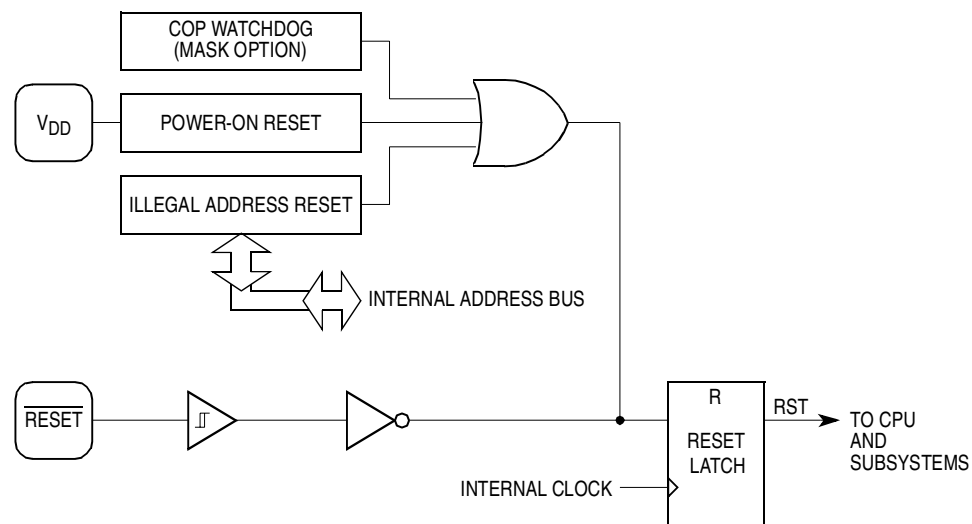 COP WATCHDOG
(MASK OPTION)
VDD
POWER-ON RESET
ILLEGAL ADDRESS RESET
INTERNAL ADDRESS BUS
RESET
R
RESET
LATCH
RST
TO CPU
AND
SUBSYSTEMS
INTERNAL CLOCK